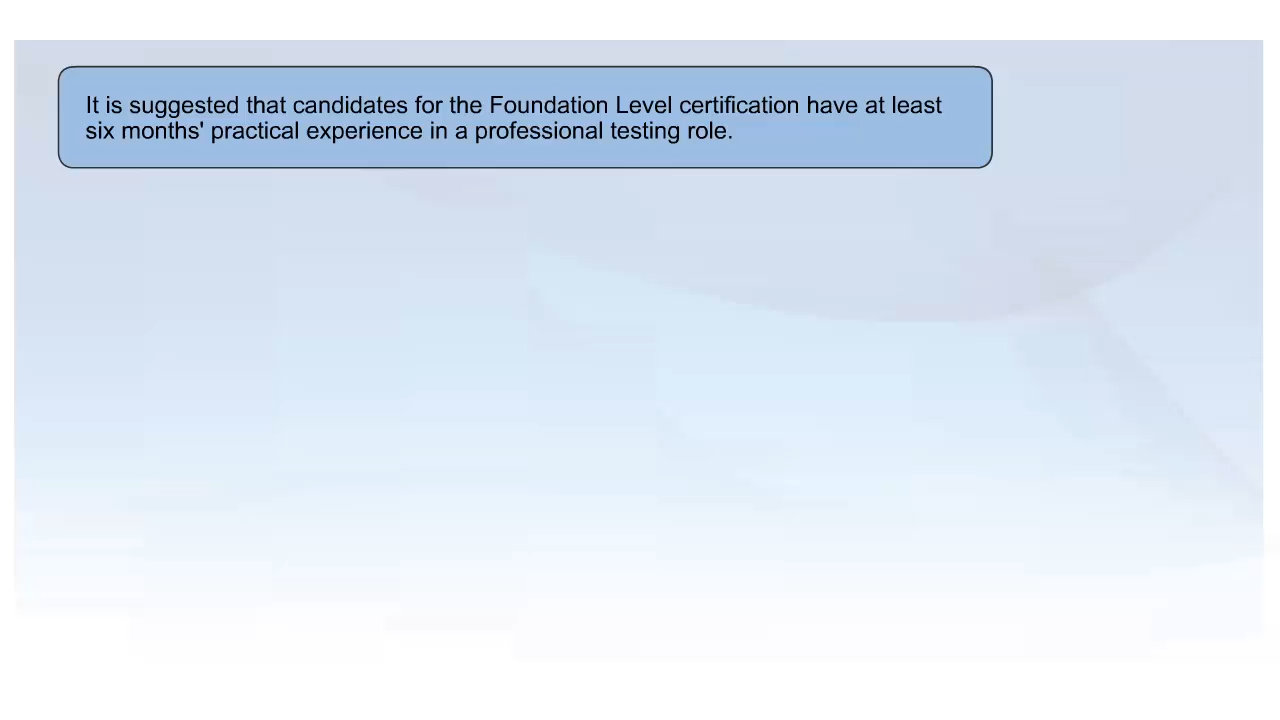 It is suggested that candidates for the Foundation Level certification have at least
six months' practical experience in a professional testing role.